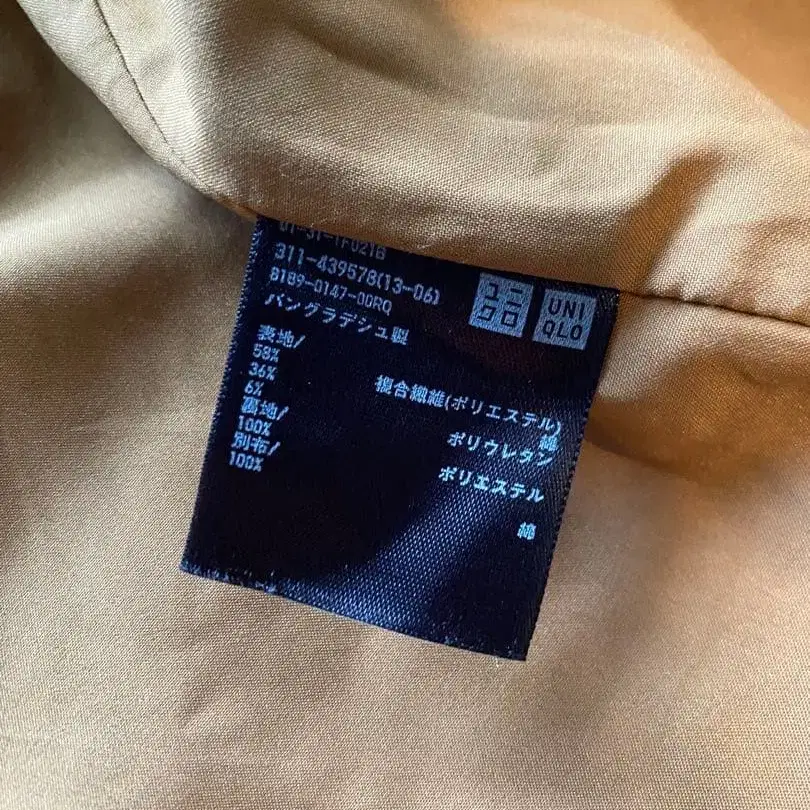 311-439578(13-06)
8189-0147-00RQ
バングラデシュ製
ユニ
クロ
UNI
QLO
表地/
58% 複合繊維(ポリエステル)
36% 綿
6% ポリウレタン
裏地/
100% ポリエステル
別布/
100% 綿